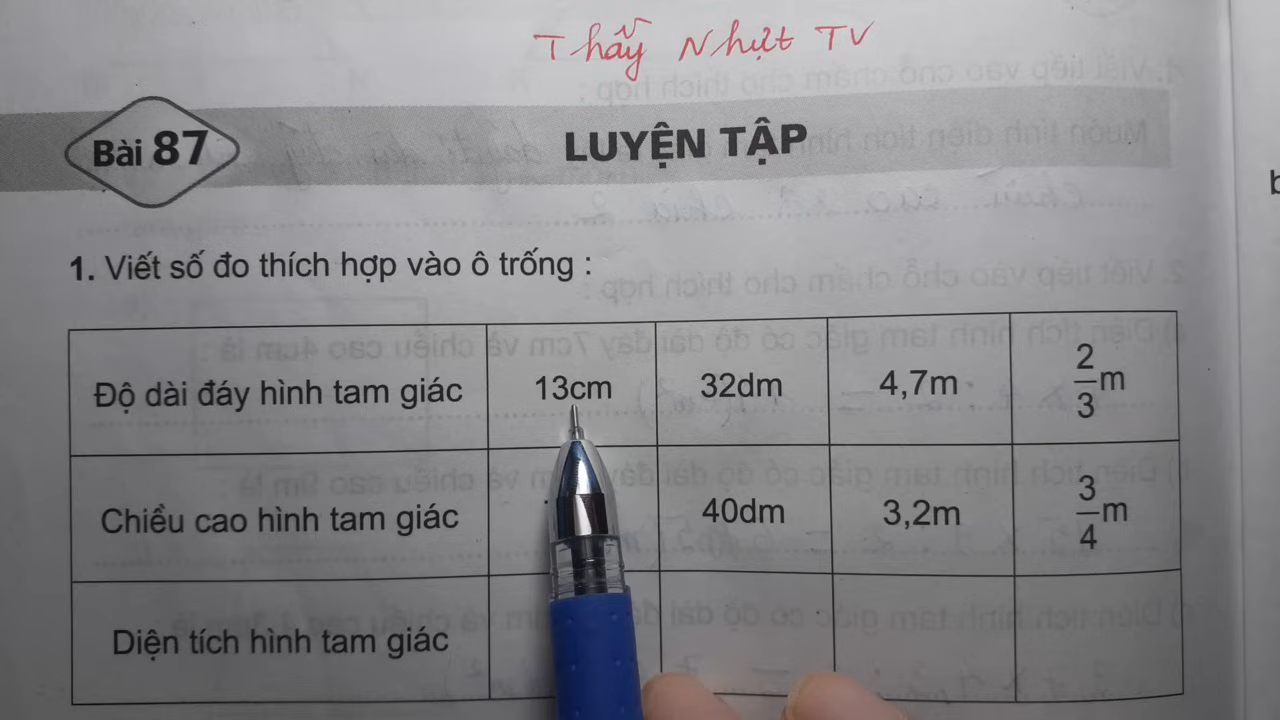 Thầy Nhựt TV
Bài 87
LUYỆN TẬP
1. Viết số đo thích hợp vào ô trống :
Độ dài đáy hình tam giác 13cm 32dm 4,7m 2/3 m
Chiều cao hình tam giác 40dm 3,2m 3/4 m
Diện tích hình tam giác